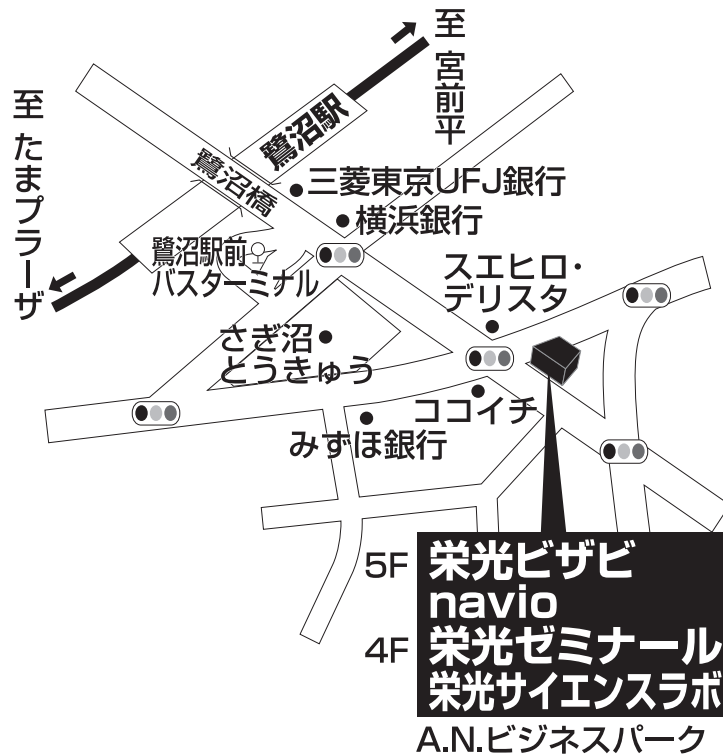 至 宮前平
至 たまプラーザ
鷺沼駅
鷺沼橋
三菱東京UFJ銀行
横浜銀行
鷺沼駅前
バスターミナル
スエヒロ・
デリスタ
さぎ沼
とうきゅう
ココイチ
みずほ銀行
5F 栄光ビザビ
navio
4F 栄光ゼミナール
栄光サイエンスラボ
A.N.ビジネスパーク